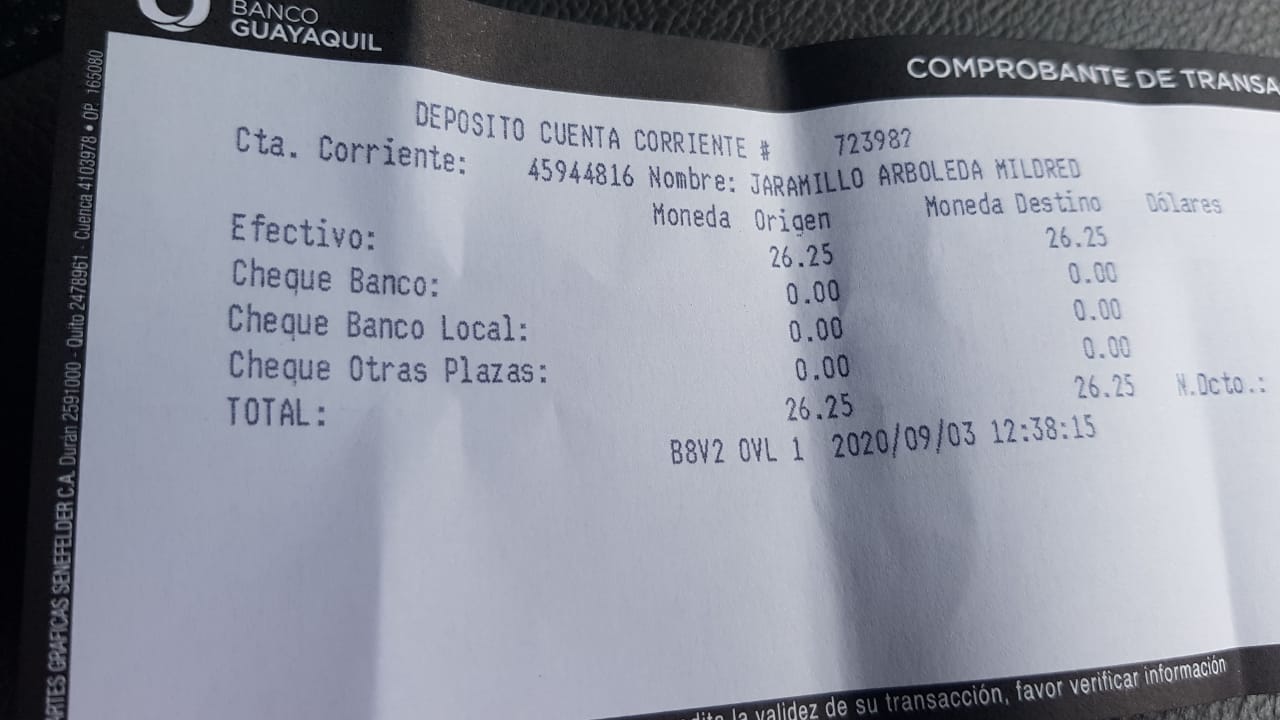 BANCO
GUAYAQUIL
COMPROBANTE DE
DEPOSITO CUENTA CORRIENTE # 723982
Cta. Corriente: 45944816 Nombre: JARAMILLO ARBOLEDA MILDRED
Moneda Origen Moneda Destino Dólares
Efectivo: 26.25 26.25
Cheque Banco: 0.00 0.00
Cheque Banco Local: 0.00 0.00
Cheque Otras Plazas: 0.00 0.00
TOTAL: 26.25 26.25 N.Dcto.:
B8V2 OVL 1 2020/09/03 12:38:15
la validez de su transacción, favor verificar información
ARTES GRAFICAS SENEFELDER C.A. Durán 2591000 - Quito 2478961 - Cuenca 4103978 • OP. 165080